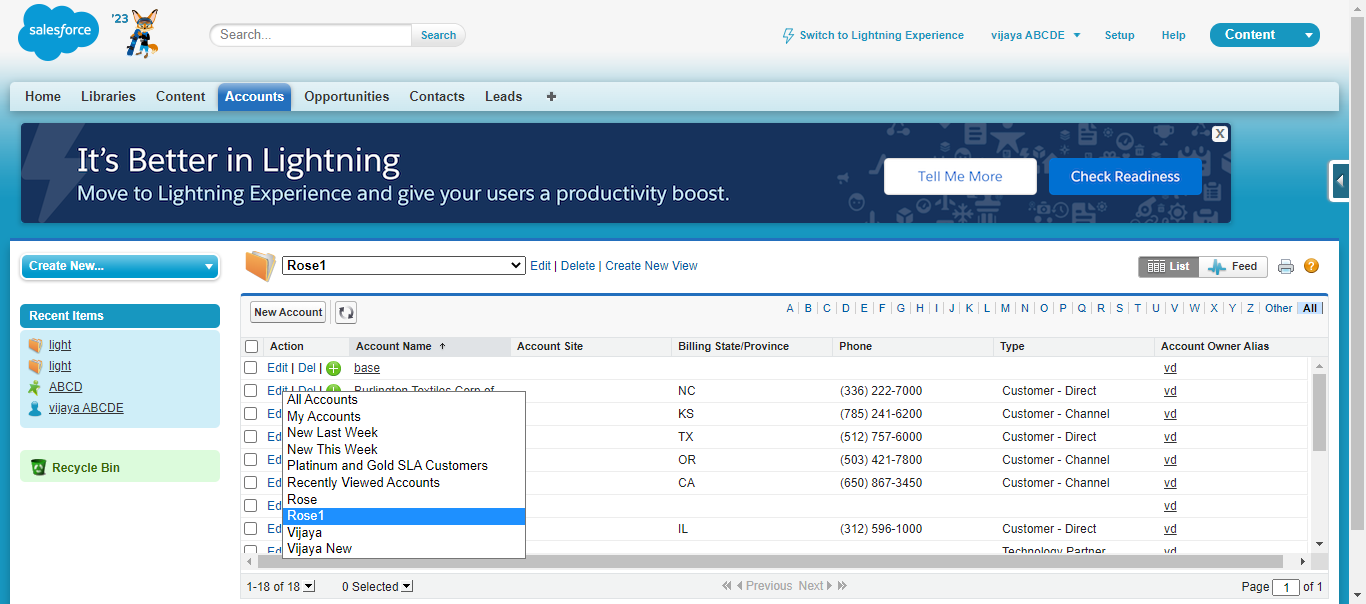 salesforce
'23
Search...
Search
Switch to Lightning Experience
vijaya ABCDE
Setup
Help
Content
Home
Libraries
Content
Accounts
Opportunities
Contacts
Leads
+
It's Better in Lightning
Move to Lightning Experience and give your users a productivity boost.
Tell Me More
Check Readiness
X
Create New...
Recent Items
light
light
ABCD
vijaya ABCDE
Recycle Bin
Rose1
Edit | Delete | Create New View
List
Feed
?
New Account
A | B | C | D | E | F | G | H | I | J | K | L | M | N | O | P | Q | R | S | T | U | V | W | X | Y | Z | Other | All
Action Account Name Account Site Billing State/Province Phone Type Account Owner Alias
Edit | Del base vd
Edit | Del Burlington Textiles Corp of NC (336) 222-7000 Customer - Direct vd
Ed KS (785) 241-6200 Customer - Channel vd
Ed TX (512) 757-6000 Customer - Direct vd
Ed OR (503) 421-7800 Customer - Channel vd
Ed CA (650) 867-3450 Customer - Channel vd
Ed vd
Ed IL (312) 596-1000 Customer - Direct vd
Ed Technology Partner vd
All Accounts
My Accounts
New Last Week
New This Week
Platinum and Gold SLA Customers
Recently Viewed Accounts
Rose
Rose1
Vijaya
Vijaya New
1-18 of 18
0 Selected
Previous Next
Page 1 of 1